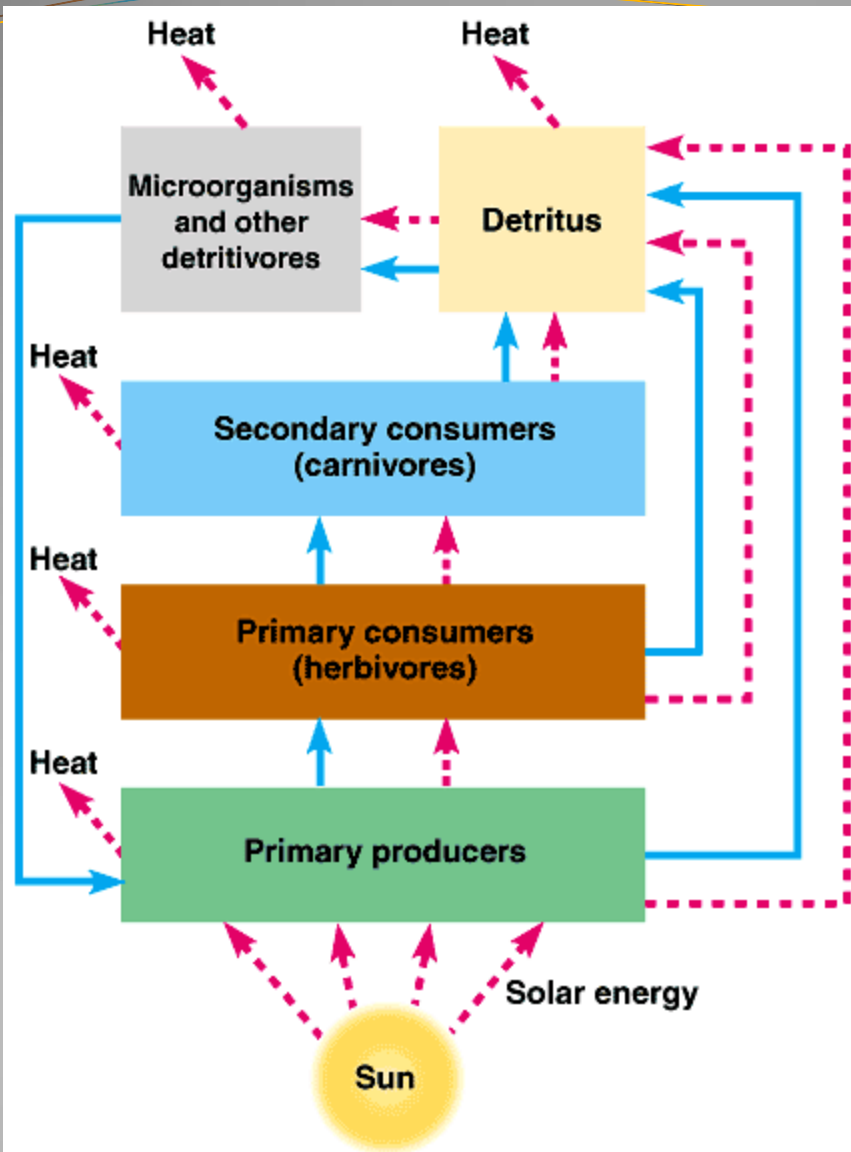 Heat
Heat
Microorganisms
and other
detritivores
Detritus
Heat
Secondary consumers
(carnivores)
Heat
Primary consumers
(herbivores)
Heat
Primary producers
Solar energy
Sun